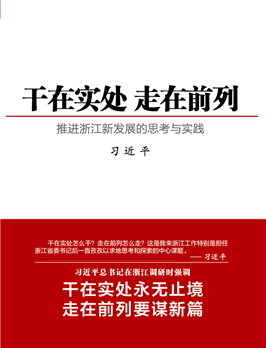 干在实处 走在前列
推进浙江新发展的思考与实践
习近平
干在实处怎么干？走在前列怎么走？这是我来浙江工作特别是担任
浙江省委书记后一直孜孜以求地思考和探索的中心课题。
——习近平
习近平总书记在浙江调研时强调
干在实处永无止境
走在前列要谋新篇